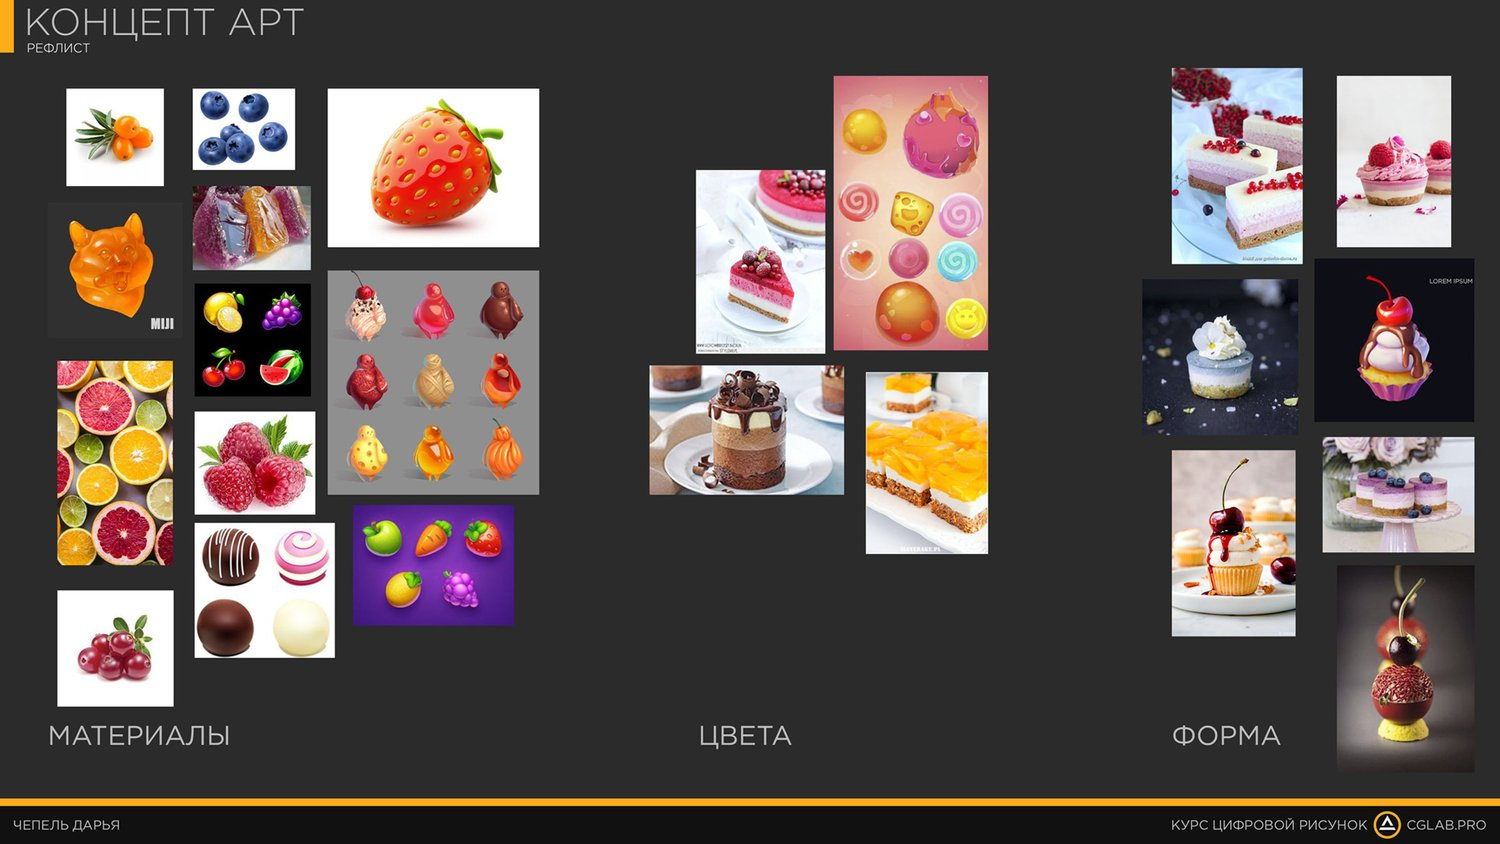 КОНЦЕПТ АРТ
РЕФЛИСТ
MIJI
LOREM IPSUM
МАТЕРИАЛЫ
ЦВЕТА
ФОРМА
ЧЕПЕЛЬ ДАРЬЯ
КУРС ЦИФРОВОЙ РИСУНОК CGLAB.PRO